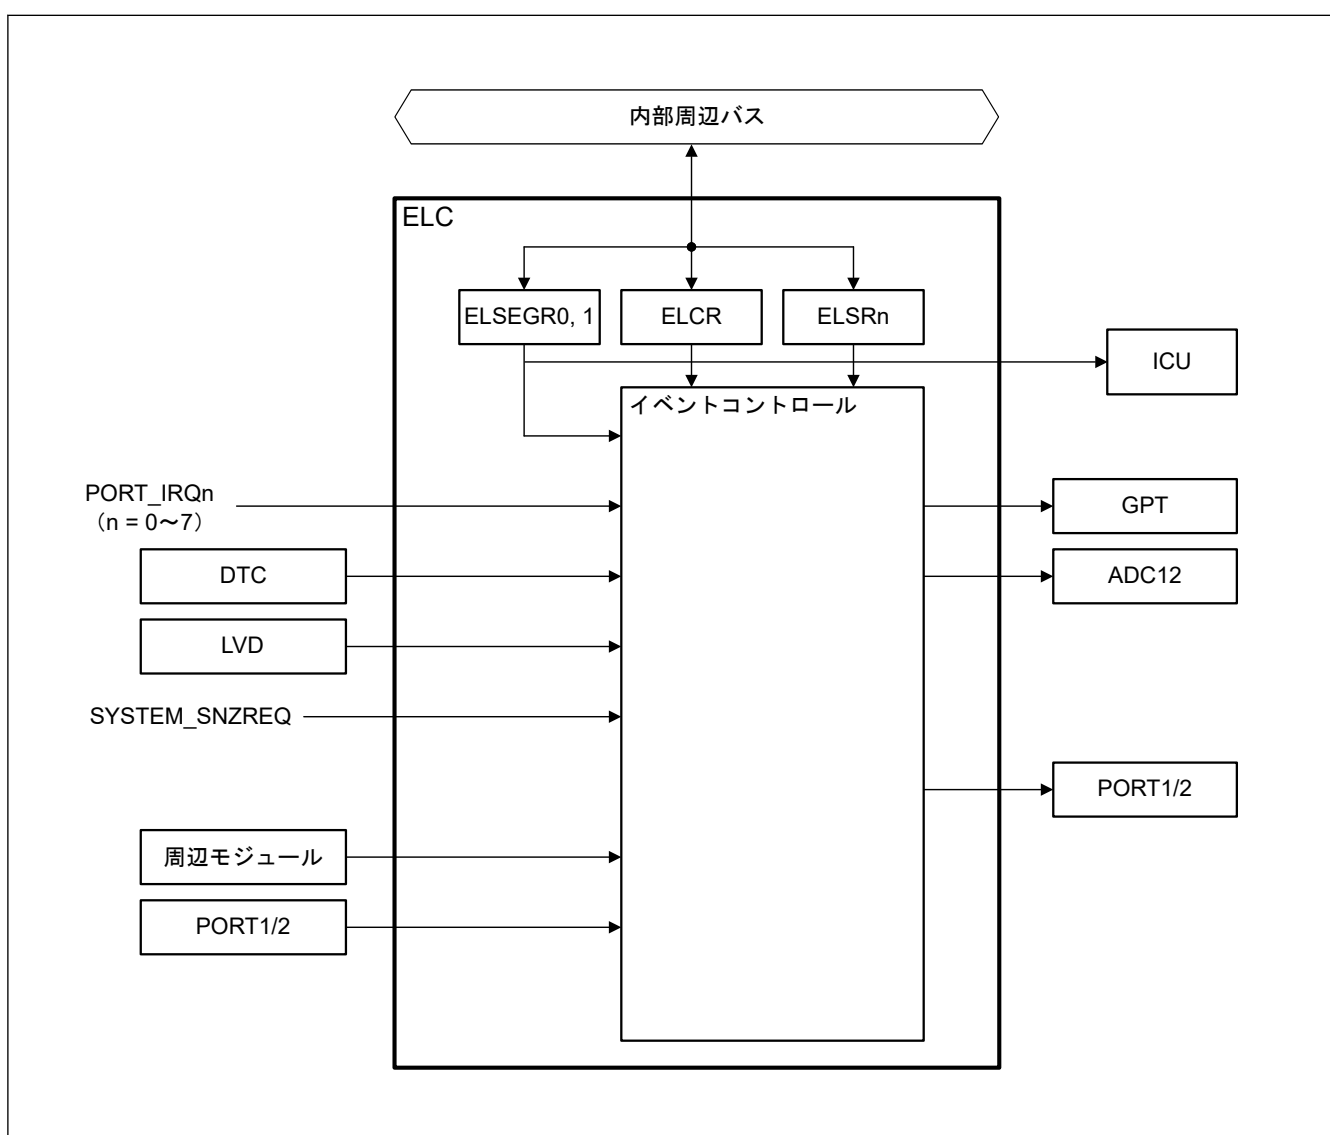 内部周辺バス
ELC
ELSEGR0, 1
ELCR
ELSRn
ICU
イベントコントロール
PORT_IRQn
（n = 0～7）
GPT
DTC
ADC12
LVD
SYSTEM_SNZREQ
PORT1/2
周辺モジュール
PORT1/2